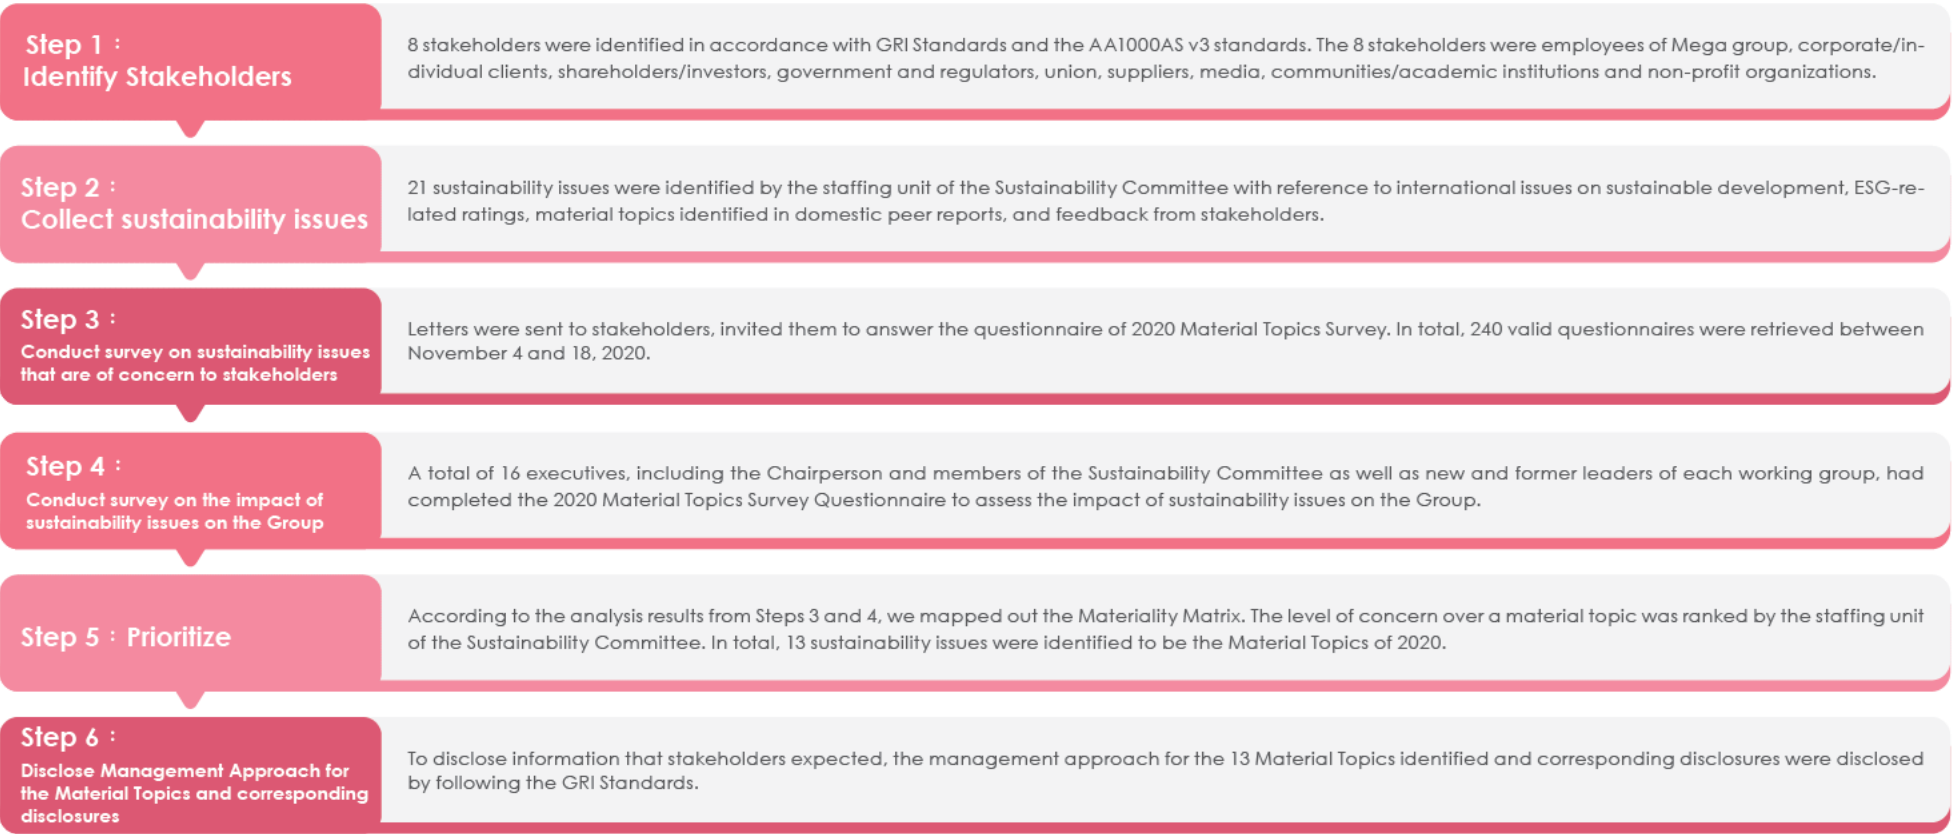 Step 1：
Identify Stakeholders
8 stakeholders were identified in accordance with GRI Standards and the AA1000AS v3 standards. The 8 stakeholders were employees of Mega group, corporate/in-
dividual clients, shareholders/investors, government and regulators, union, suppliers, media, communities/academic institutions and non-profit organizations.
Step 2：
Collect sustainability issues
21 sustainability issues were identified by the staffing unit of the Sustainability Committee with reference to international issues on sustainable development, ESG-re-
lated ratings, material topics identified in domestic peer reports, and feedback from stakeholders.
Step 3：
Conduct survey on sustainability issues
that are of concern to stakeholders
Letters were sent to stakeholders, invited them to answer the questionnaire of 2020 Material Topics Survey. In total, 240 valid questionnaires were retrieved between
November 4 and 18, 2020.
Step 4：
Conduct survey on the impact of
sustainability issues on the Group
A total of 16 executives, including the Chairperson and members of the Sustainability Committee as well as new and former leaders of each working group, had
completed the 2020 Material Topics Survey Questionnaire to assess the impact of sustainability issues on the Group.
Step 5：Prioritize
According to the analysis results from Steps 3 and 4, we mapped out the Materiality Matrix. The level of concern over a material topic was ranked by the staffing unit
of the Sustainability Committee. In total, 13 sustainability issues were identified to be the Material Topics of 2020.
Step 6：
Disclose Management Approach for
the Material Topics and corresponding
disclosures
To disclose information that stakeholders expected, the management approach for the 13 Material Topics identified and corresponding disclosures were disclosed
by following the GRI Standards.